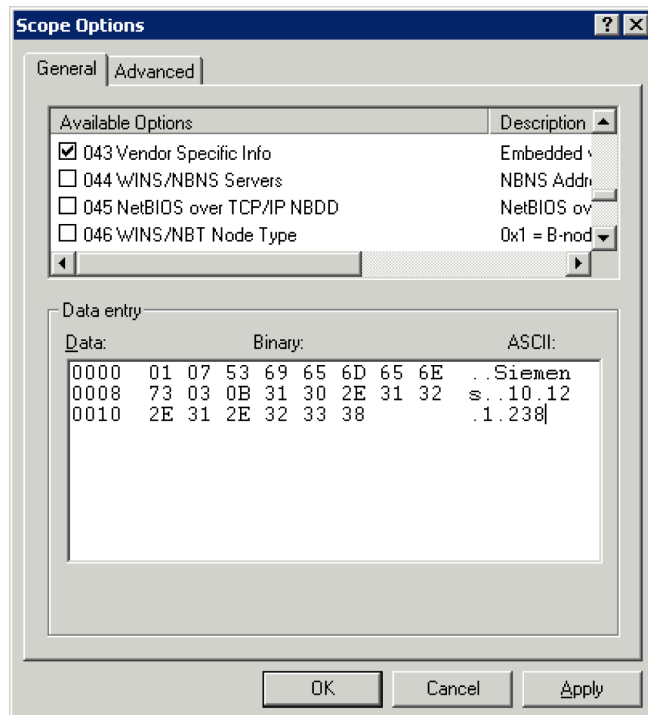 Scope Options
General Advanced
Available Options Description
043 Vendor Specific Info Embedded v
044 WINS/NBNS Servers NBNS Addr
045 NetBIOS over TCP/IP NBDD NetBIOS ov
046 WINS/NBT Node Type 0x1 = B-nod
Data entry
Data: Binary: ASCII:
0000 01 07 53 69 65 6D 65 6E ..Siemen
0008 73 03 0B 31 30 2E 31 32 s..10.12
0010 2E 31 2E 32 33 38 .1.238
OK Cancel Apply